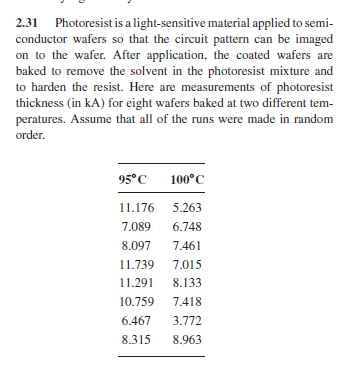 2.31 Photoresist is a light-sensitive material applied to semi-
conductor wafers so that the circuit pattern can be imaged
on to the wafer. After application, the coated wafers are
baked to remove the solvent in the photoresist mixture and
to harden the resist. Here are measurements of photoresist
thickness (in kA) for eight wafers baked at two different tem-
peratures. Assume that all of the runs were made in random
order.
95°C 100°C
11.176 5.263
7.089 6.748
8.097 7.461
11.739 7.015
11.291 8.133
10.759 7.418
6.467 3.772
8.315 8.963